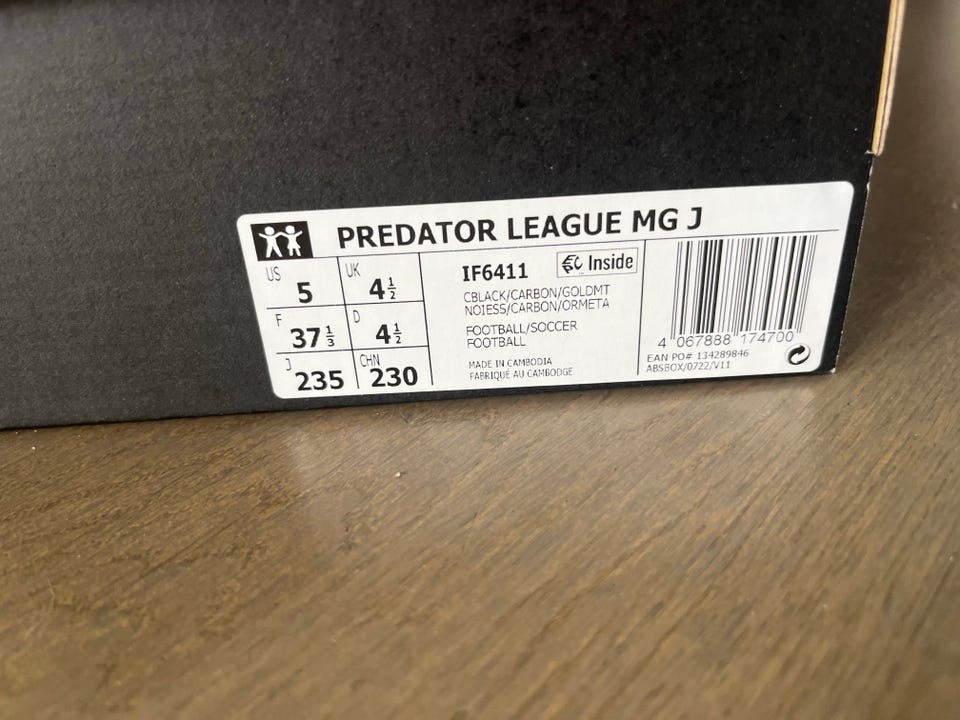 PREDATOR LEAGUE MG J
US 5 UK 4½
F 37⅓ D 4½
J 235 CHN 230
IF6411 Inside
CBLACK/CARBON/GOLDMT
NOIESS/CARBON/ORMETA
FOOTBALL/SOCCER
FOOTBALL
MADE IN CAMBODIA
FABRIQUÉ AU CAMBODGE
4 067888 174700
EAN PO# 134289846
ABSBOX/0722/V11